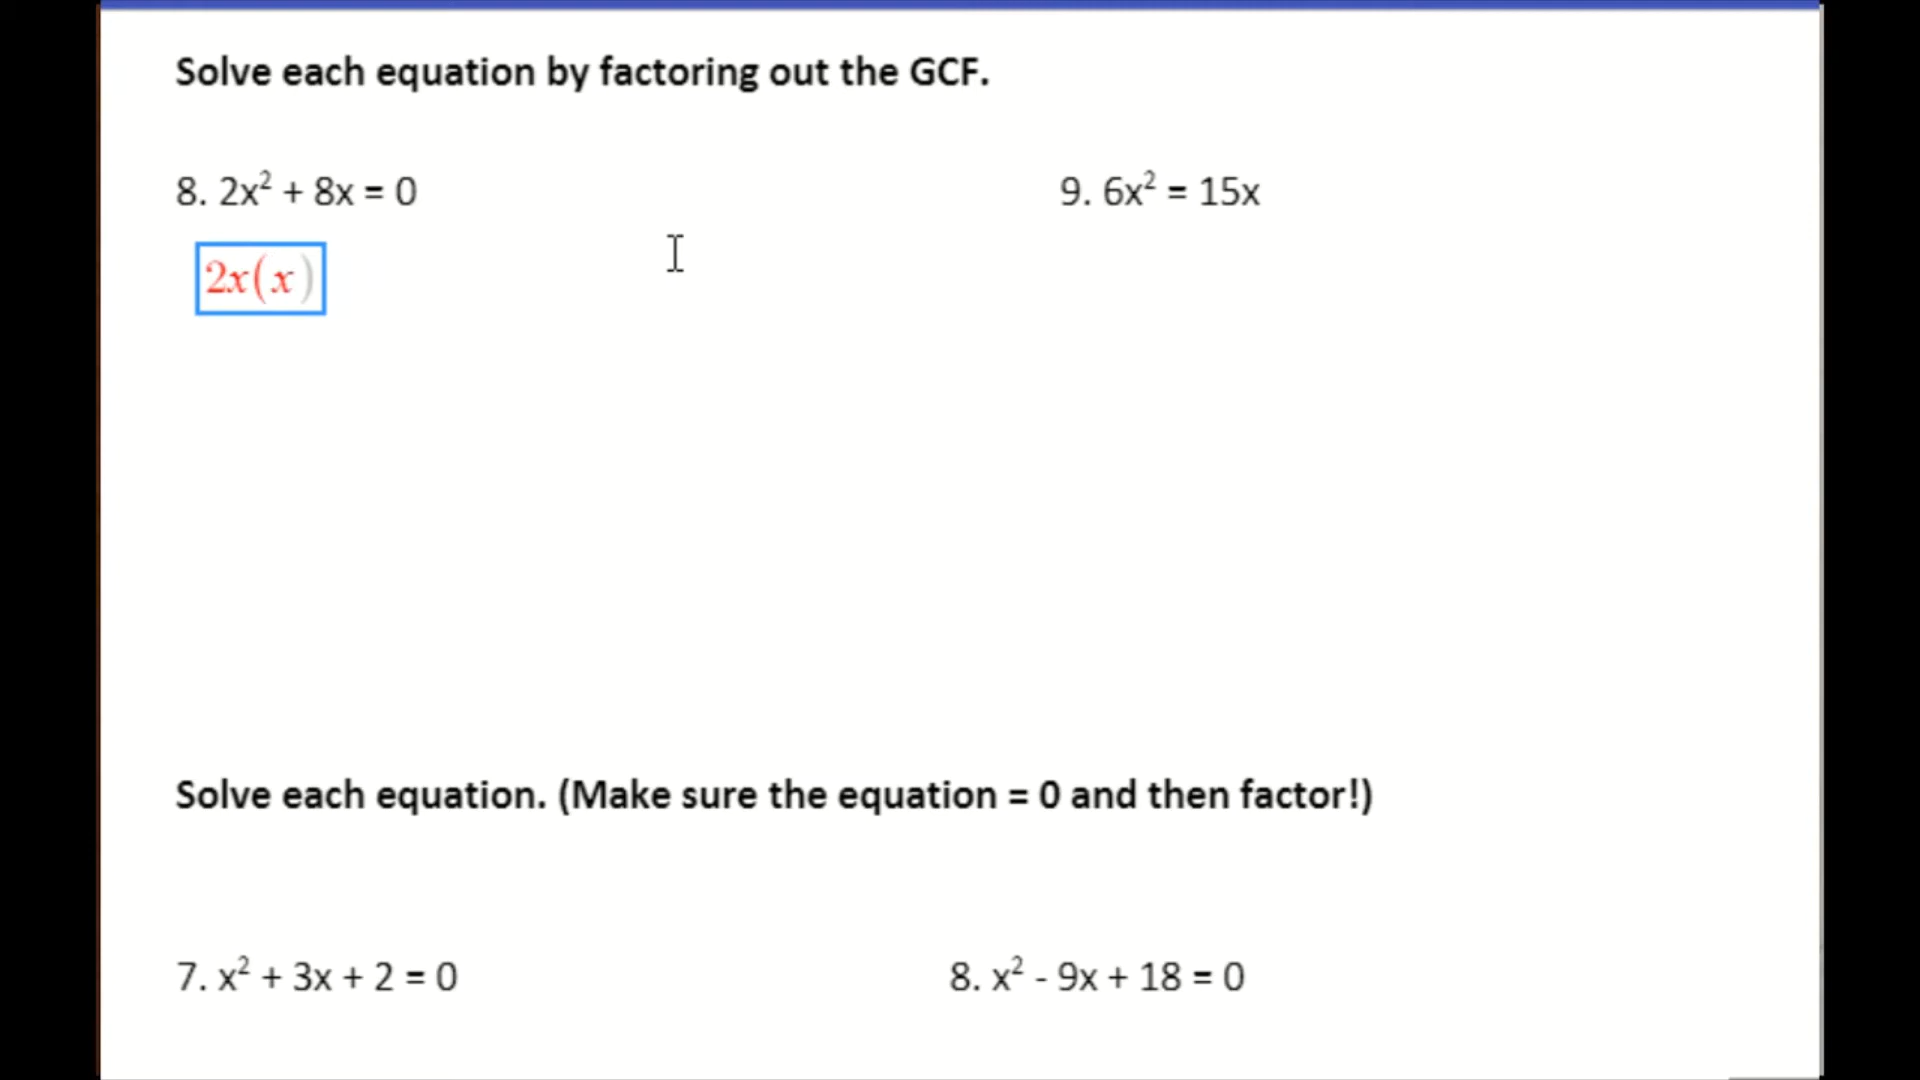 Solve each equation by factoring out the GCF.
8. 2x² + 8x = 0
9. 6x² = 15x
2x(x)
Solve each equation. (Make sure the equation = 0 and then factor!)
7. x² + 3x + 2 = 0
8. x² - 9x + 18 = 0